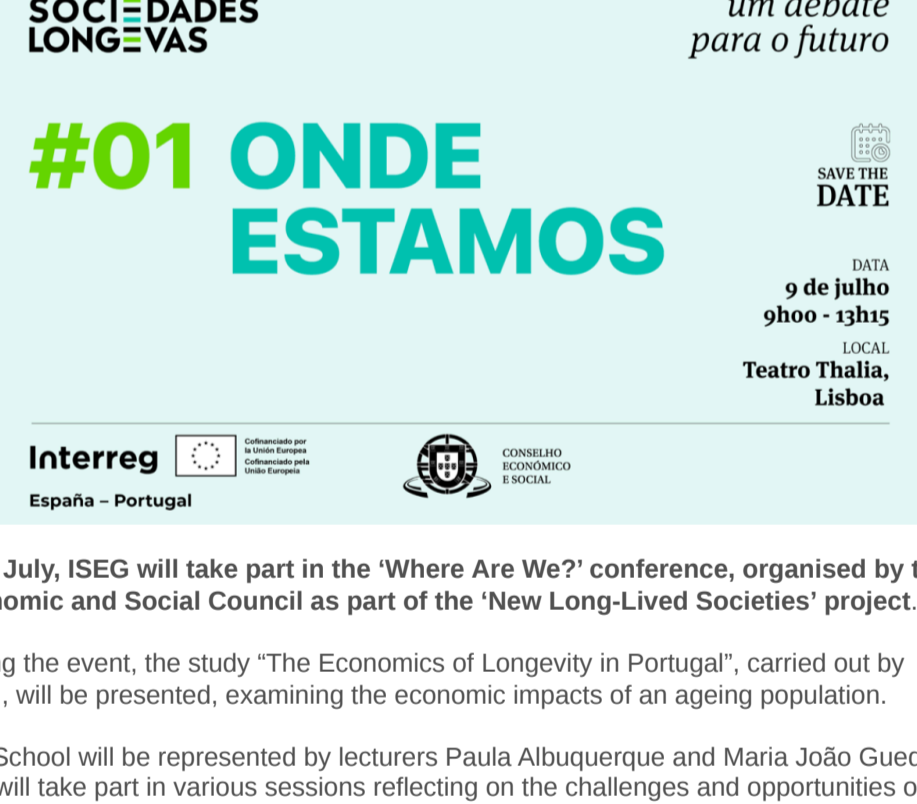 SOCIEDADES
LONGEVAS
um debate
para o futuro
#01 ONDE
ESTAMOS
SAVE THE
DATE
DATA
9 de julho
9h00 - 13h15
LOCAL
Teatro Thalia,
Lisboa
Interreg
Cofinanciado por
la Unión Europea
Cofinanciado pela
União Europeia
España – Portugal
CONSELHO
ECONÓMICO
E SOCIAL
July, ISEG will take part in the ‘Where Are We?’ conference, organised by
and Social Council as part of the ‘New Long-Lived Societies’ project.
the event, the study “The Economics of Longevity in Portugal”, carried out by
, will be presented, examining the economic impacts of an ageing population.
School will be represented by lecturers Paula Albuquerque and Maria João
will take part in various sessions reflecting on the challenges and opportunities